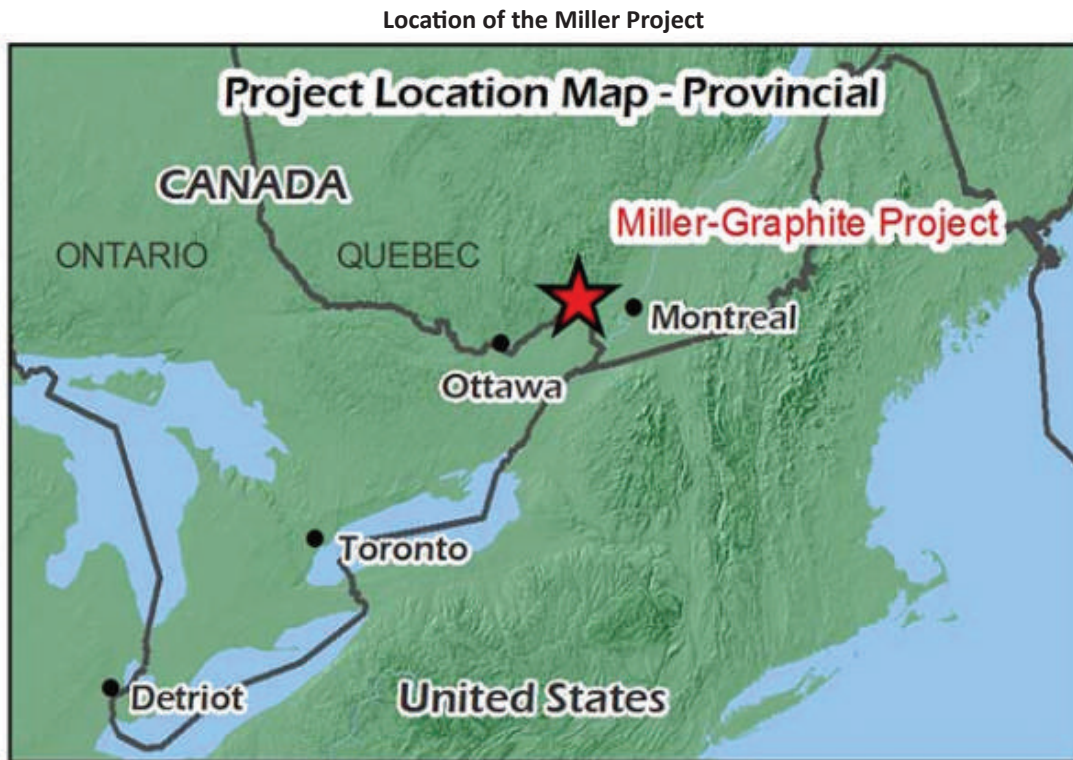 Location of the Miller Project
Project Location Map - Provincial
CANADA
Miller-Graphite Project
ONTARIO
QUEBEC
Montreal
Ottawa
Toronto
Detriot
United States